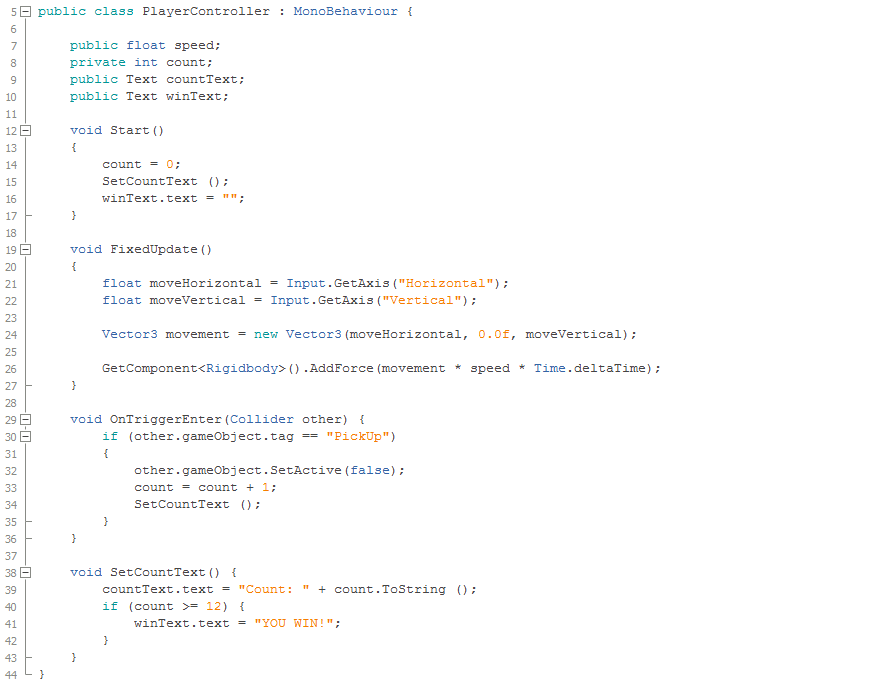 5 public class PlayerController : MonoBehaviour {
6
7     public float speed;
8     private int count;
9     public Text countText;
10     public Text winText;
11
12     void Start()
13     {
14         count = 0;
15         SetCountText ();
16         winText.text = "";
17     }
18
19     void FixedUpdate()
20     {
21         float moveHorizontal = Input.GetAxis("Horizontal");
22         float moveVertical = Input.GetAxis("Vertical");
23
24         Vector3 movement = new Vector3(moveHorizontal, 0.0f, moveVertical);
25
26         GetComponent<Rigidbody>().AddForce(movement * speed * Time.deltaTime);
27     }
28
29     void OnTriggerEnter(Collider other) {
30         if (other.gameObject.tag == "PickUp")
31         {
32             other.gameObject.SetActive(false);
33             count = count + 1;
34             SetCountText ();
35         }
36     }
37
38     void SetCountText() {
39         countText.text = "Count: " + count.ToString ();
40         if (count >= 12) {
41             winText.text = "YOU WIN!";
42         }
43     }
44 }